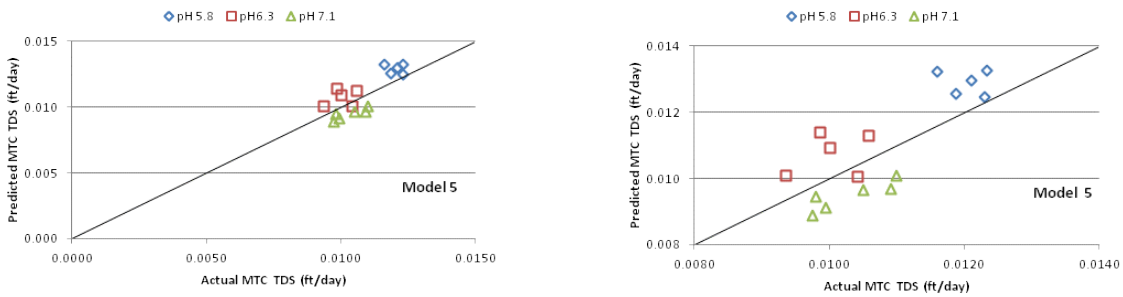 pH 5.8 pH6.3 pH 7.1
0.015
0.010
0.005
0.000
Predicted MTC TDS (ft/day)
Model 5
0.0000 0.0050 0.0100 0.0150
Actual MTC TDS (ft/day)
pH 5.8 pH6.3 pH 7.1
0.014
0.012
0.010
0.008
Predicted MTC TDS (ft/day)
Model 5
0.0080 0.0100 0.0120 0.0140
Actual MTC TDS (ft/day)